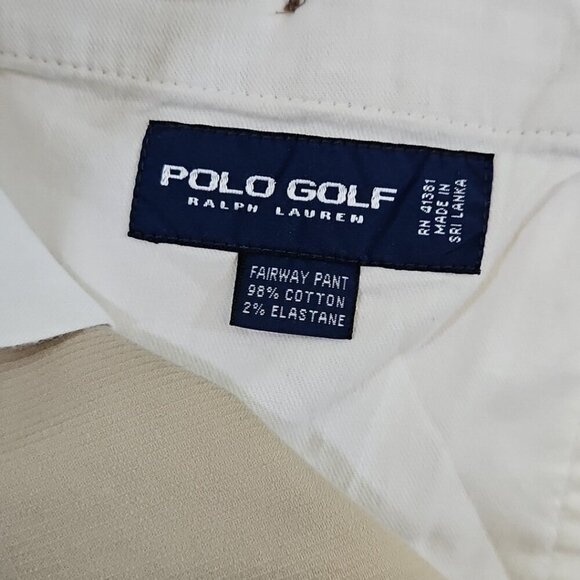 POLO GOLF
RALPH LAUREN
RN 41381
MADE IN
SRI LANKA
FAIRWAY PANT
98% COTTON
2% ELASTANE